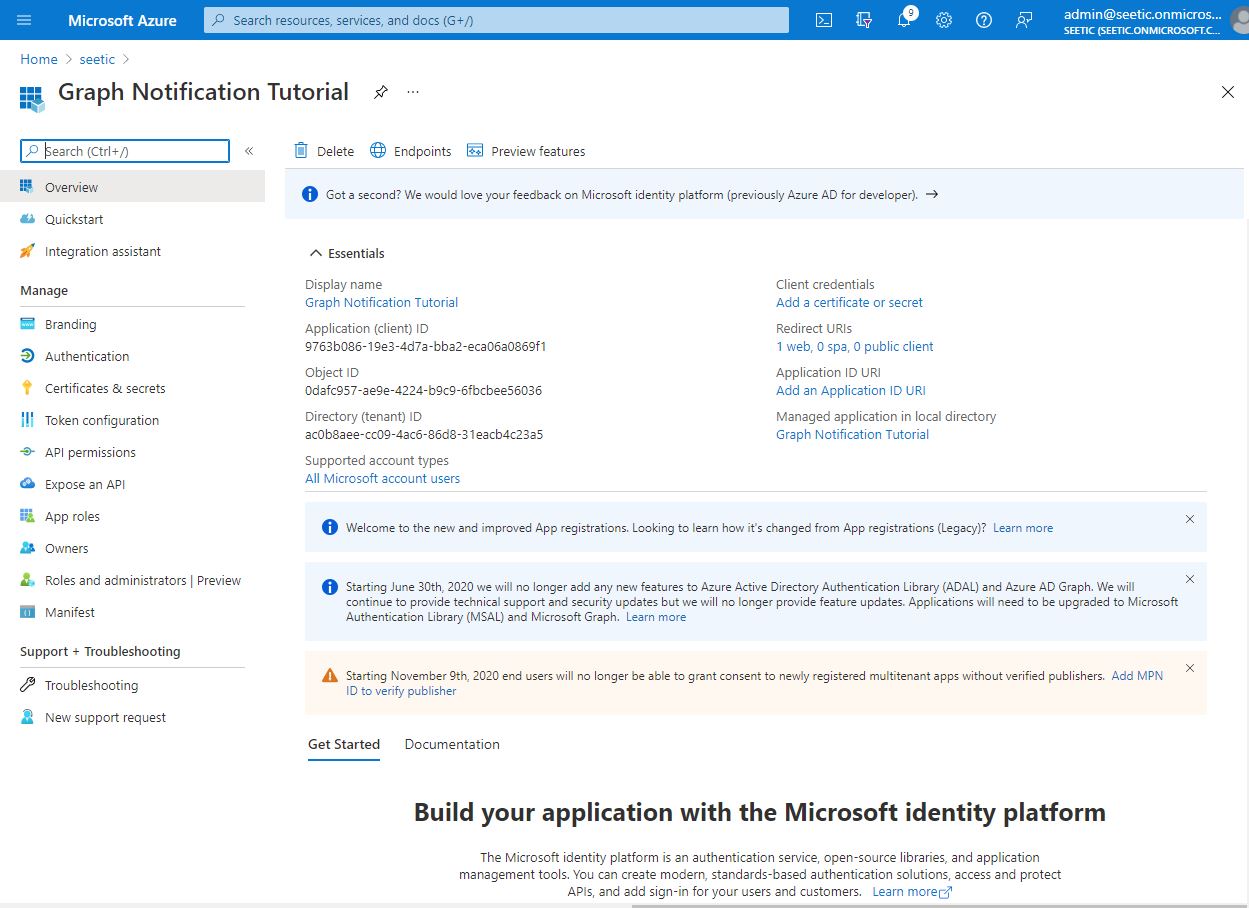 Microsoft Azure
Search resources, services, and docs (G+/)
9
admin@seetic.onmicros...
SEETIC (SEETIC.ONMICROSOFT.C...
Home > seetic >
Graph Notification Tutorial
...
Search (Ctrl+/)
«
Overview
Quickstart
Integration assistant
Manage
Branding
Authentication
Certificates & secrets
Token configuration
API permissions
Expose an API
App roles
Owners
Roles and administrators | Preview
Manifest
Support + Troubleshooting
Troubleshooting
New support request
Delete
Endpoints
Preview features
Got a second? We would love your feedback on Microsoft identity platform (previously Azure AD for developer). →
Essentials
Display name
Graph Notification Tutorial
Application (client) ID
9763b086-19e3-4d7a-bba2-eca06a0869f1
Object ID
0dafc957-ae9e-4224-b9c9-6fbcbee56036
Directory (tenant) ID
ac0b8aee-cc09-4ac6-86d8-31eacb4c23a5
Supported account types
All Microsoft account users
Client credentials
Add a certificate or secret
Redirect URIs
1 web, 0 spa, 0 public client
Application ID URI
Add an Application ID URI
Managed application in local directory
Graph Notification Tutorial
Welcome to the new and improved App registrations. Looking to learn how it's changed from App registrations (Legacy)? Learn more
Starting June 30th, 2020 we will no longer add any new features to Azure Active Directory Authentication Library (ADAL) and Azure AD Graph. We will
continue to provide technical support and security updates but we will no longer provide feature updates. Applications will need to be upgraded to Microsoft
Authentication Library (MSAL) and Microsoft Graph. Learn more
Starting November 9th, 2020 end users will no longer be able to grant consent to newly registered multitenant apps without verified publishers. Add MPN
ID to verify publisher
Get Started
Documentation
Build your application with the Microsoft identity platform
The Microsoft identity platform is an authentication service, open-source libraries, and application
management tools. You can create modern, standards-based authentication solutions, access and protect
APIs, and add sign-in for your users and customers. Learn more